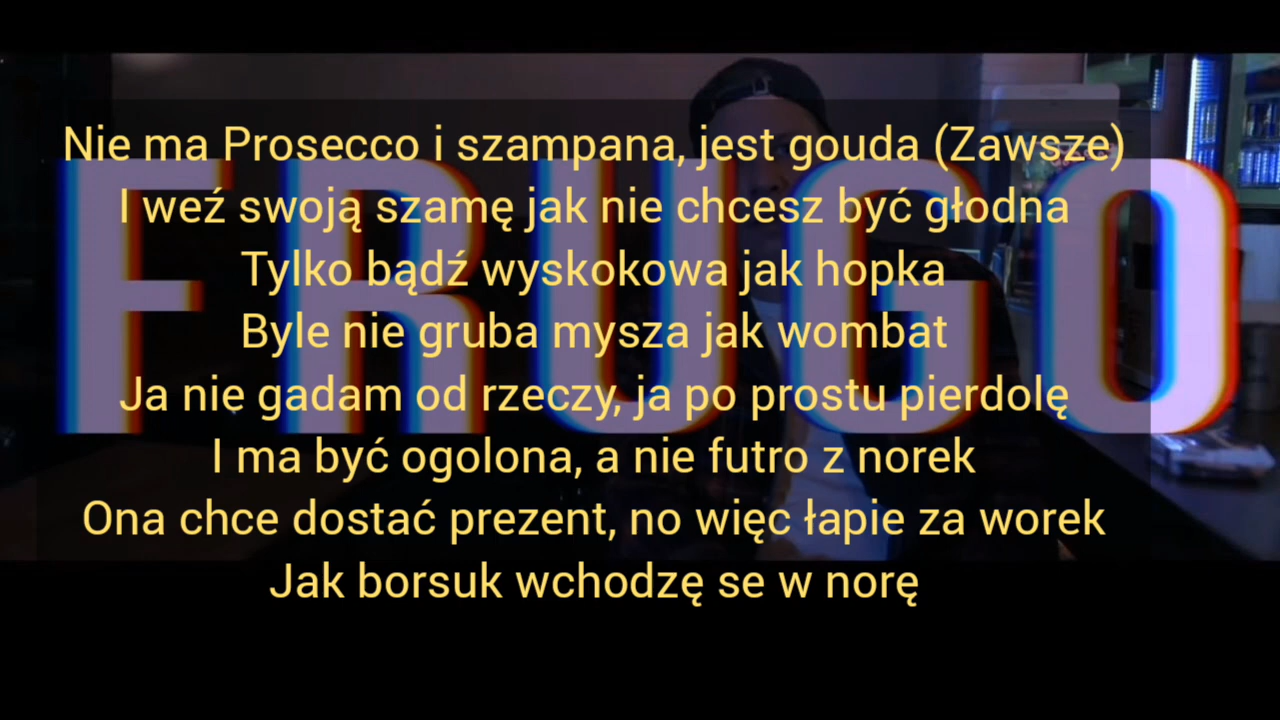 FRUGO
Nie ma Prosecco i szampana, jest gouda (Zawsze)
I weź swoją szamę jak nie chcesz być głodna
Tylko bądź wyskokowa jak hopka
Byle nie gruba mysza jak wombat
Ja nie gadam od rzeczy, ja po prostu pierdolę
I ma być ogolona, a nie futro z norek
Ona chce dostać prezent, no więc łapie za worek
Jak borsuk wchodzę se w norę